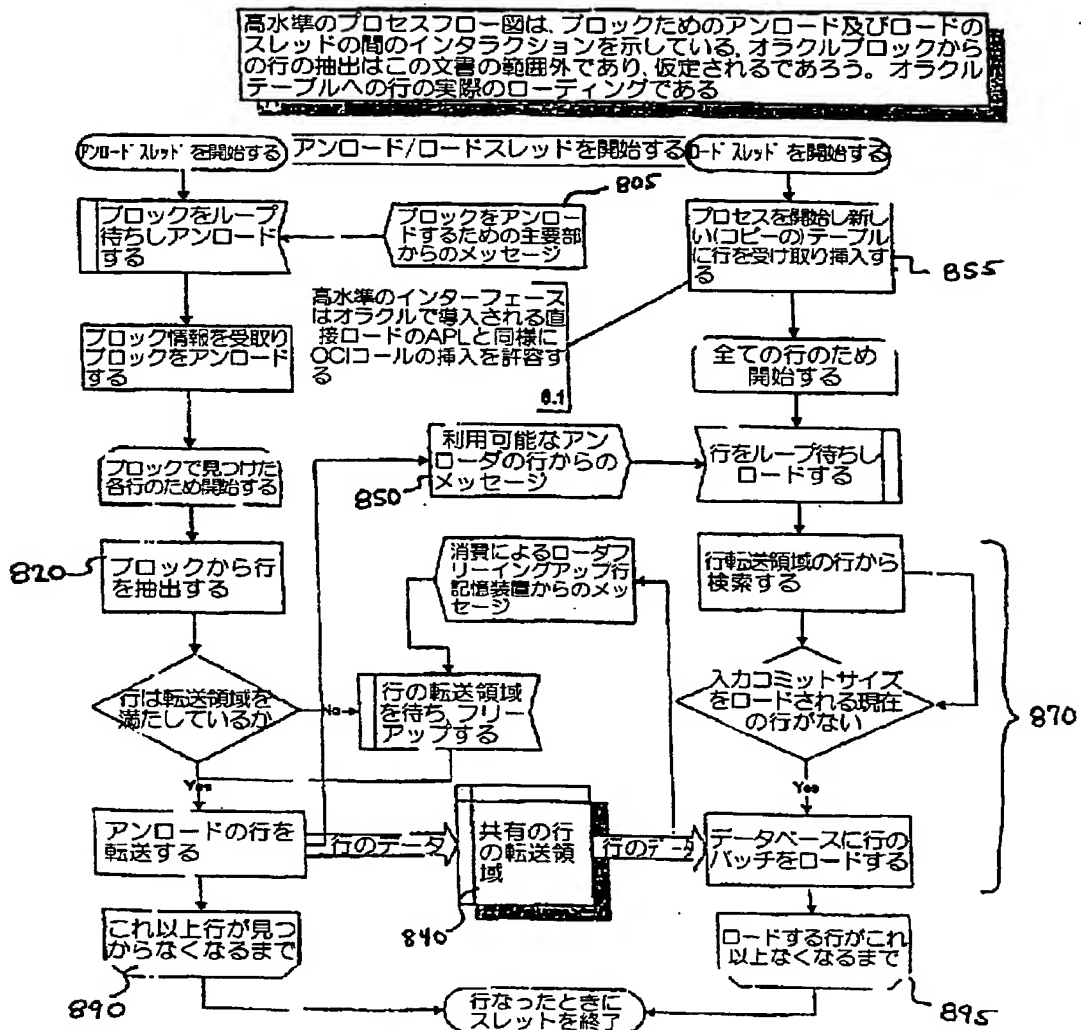 高水準のプロセスフロー図は、ブロックためのアンロード及びロードの
スレッドの間のインタラクションを示している。オラクルブロックから
の行の抽出はこの文書の範囲外であり、仮定されるであろう。オラクル
テーブルへの行の実際のローティングである
アンロードスレッドを開始する
アンロード/ロードスレッドを開始する
ロードスレッドを開始する
805
ブロックをループ
待ちしアンロード
する
ブロックをアンロー
ドするための主要部
からのメッセージ
プロセスを開始し新し
い(コピーの)テーブル
に行を受け取り挿入す
る
855
高水準のインターフェース
はオラクルで導入される直
接ロードのAPLと同様に
OCIコールの挿入を許容す
る
6.1
ブロック情報を受取り
ブロックをアンロード
する
全ての行のため
開始する
利用可能なアン
ローダの行からの
メッセージ
850
行をループ待ちし
ロードする
ブロックで見つけた
各行のため開始する
820
ブロックから行
を抽出する
消費によるローダフ
リーイングアップ行
記憶装置からのメッ
セージ
行転送領域の行から
検索する
行は転送領域を
満たしているか
No
行の転送領域
を待ち、フリー
アップする
入力コミットサイズ
をロードされる現在
の行がない
870
Yes
Yes
アンロードの行を
転送する
行のデータ
共有の行
の転送領
域
行のデータ
データベースに行の
バッチをロードする
840
これ以上行が見つ
からなくなるまで
ロードする行がこれ
以上なくなるまで
890
行なったときに
スレットを終了
895